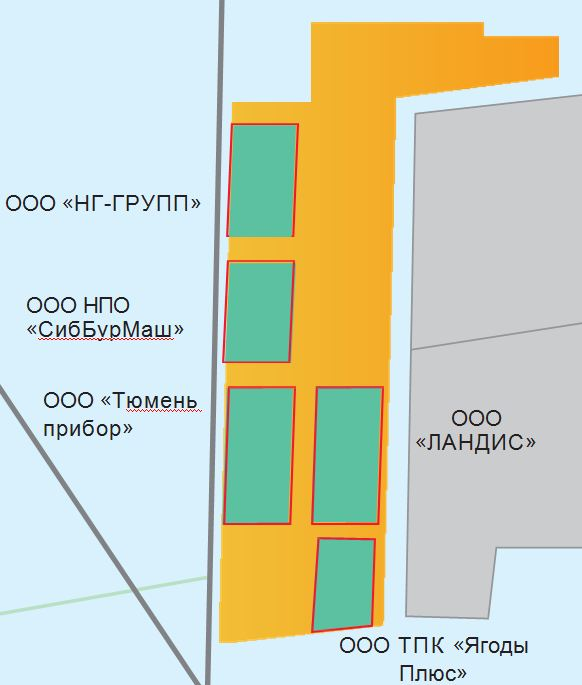 ООО «НГ-ГРУПП»
ООО НПО
«СибБурМаш»
ООО «Тюмень
прибор»
ООО
«ЛАНДИС»
ООО ТПК «Ягоды
Плюс»